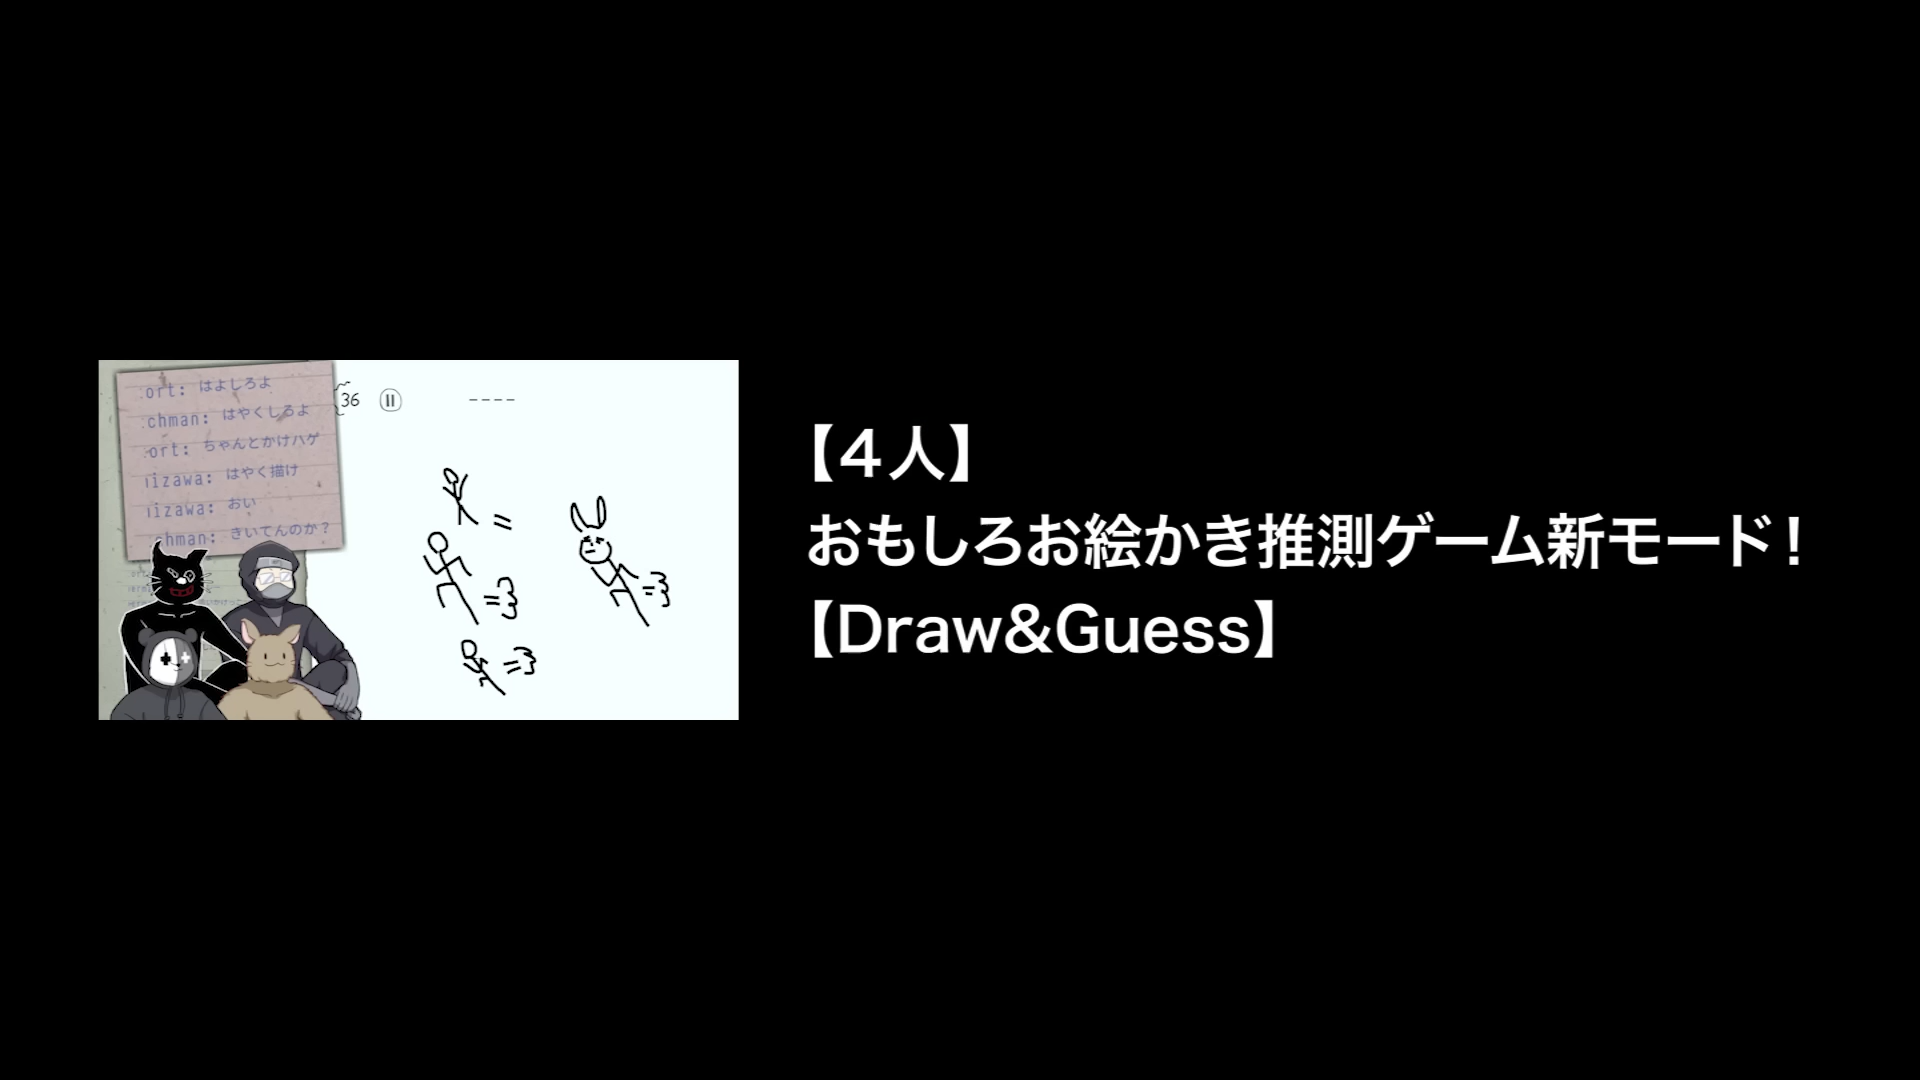 .ort: はよしろよ
.chman: はやくしろよ
.ort: ちゃんとかけハゲ
iizawa: はやく描け
iizawa: おい
chman: きいてんのか？
36
----
【４人】
おもしろお絵かき推測ゲーム新モード！
【Draw&Guess】